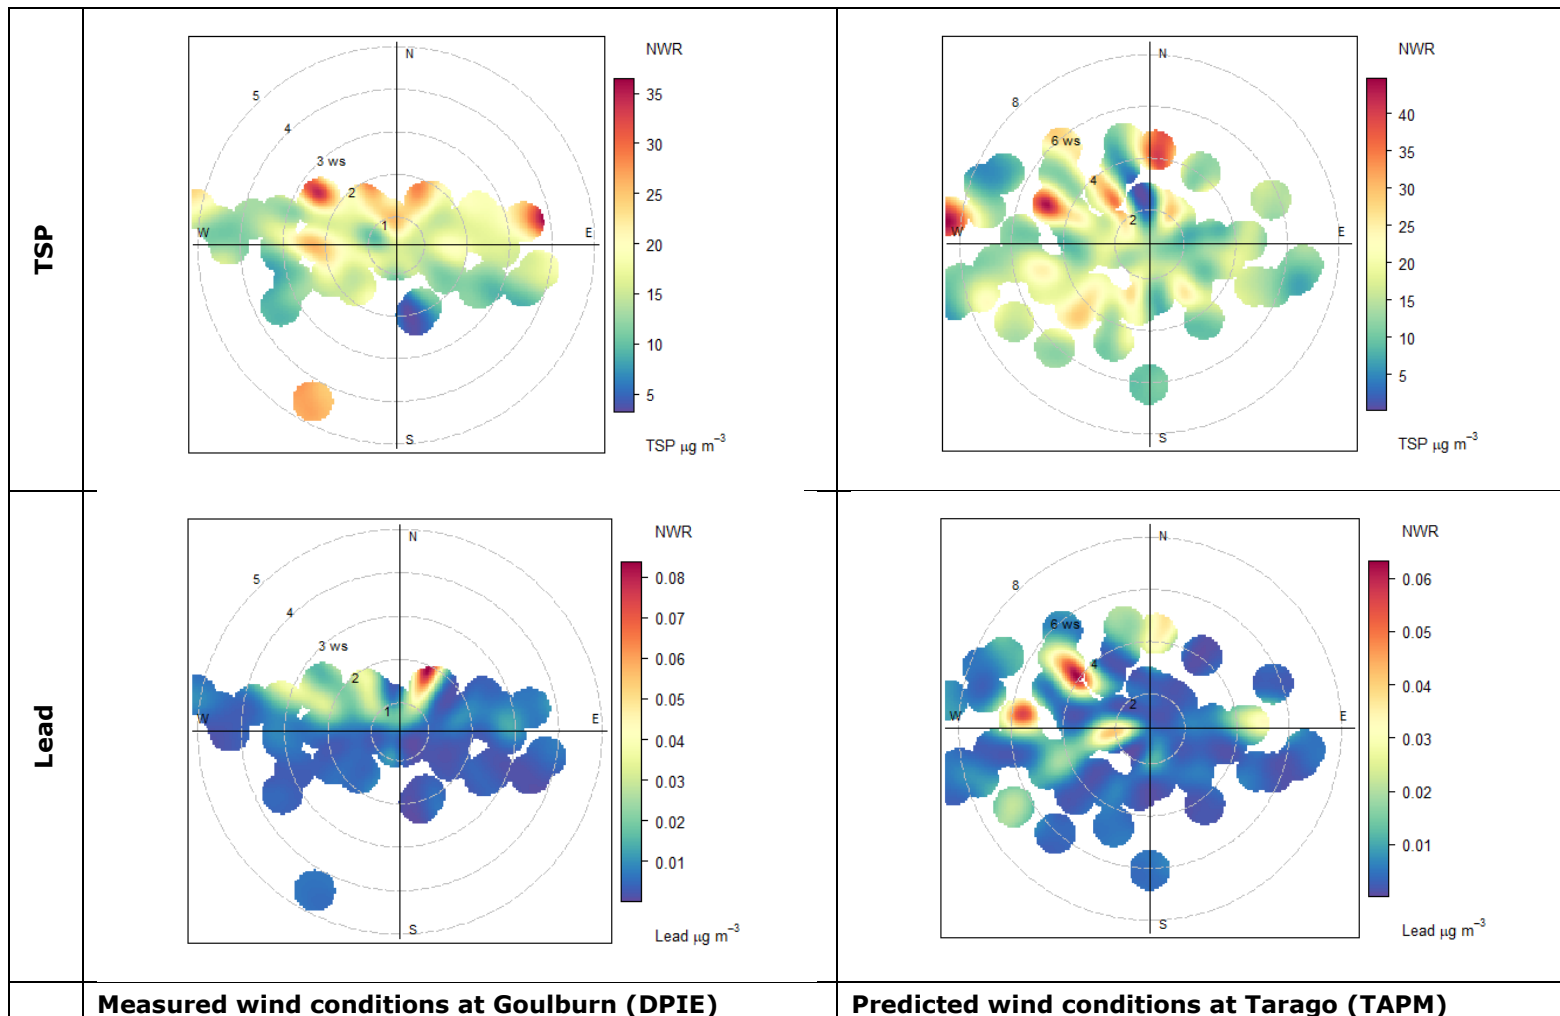 TSP
NWR
N
E
S
W
5
4
3 ws
2
1
35
30
25
20
15
10
5
TSP μg m−3
NWR
N
E
S
W
8
6 ws
4
2
40
35
30
25
20
15
10
5
TSP μg m−3
Lead
NWR
N
E
S
W
5
4
3 ws
2
1
0.08
0.07
0.06
0.05
0.04
0.03
0.02
0.01
Lead μg m−3
NWR
N
E
S
W
8
6 ws
4
2
0.06
0.05
0.04
0.03
0.02
0.01
Lead μg m−3
Measured wind conditions at Goulburn (DPIE)
Predicted wind conditions at Tarago (TAPM)